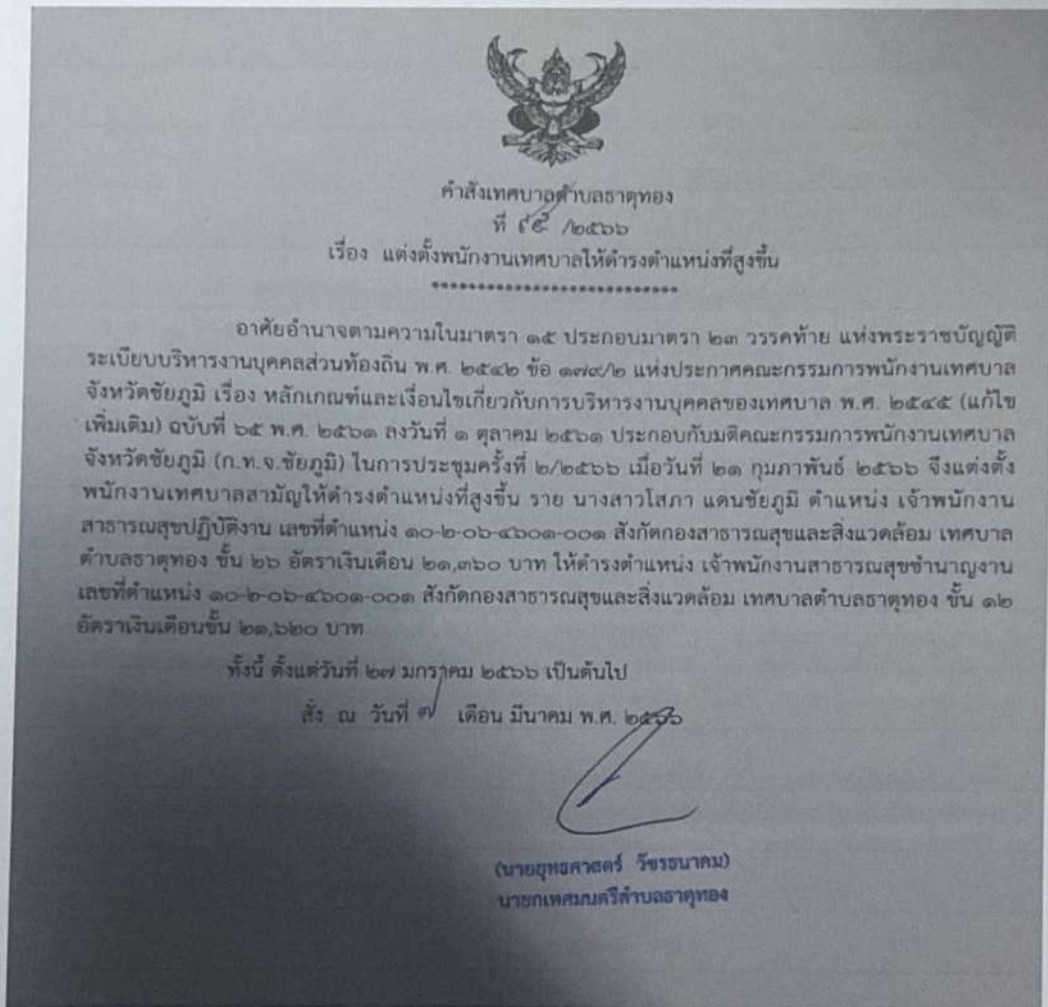 คำสั่งเทศบาลตำบลธาตุทอง
ที่ ๙๙ /๒๕๖๖
เรื่อง แต่งตั้งพนักงานเทศบาลให้ดำรงตำแหน่งที่สูงขึ้น
***************************
อาศัยอำนาจตามความในมาตรา ๑๕ ประกอบมาตรา ๒๓ วรรคท้าย แห่งพระราชบัญญัติ
ระเบียบบริหารงานบุคคลส่วนท้องถิ่น พ.ศ. ๒๕๔๒ ข้อ ๑๗๙/๒ แห่งประกาศคณะกรรมการพนักงานเทศบาล
จังหวัดชัยภูมิ เรื่อง หลักเกณฑ์และเงื่อนไขเกี่ยวกับการบริหารงานบุคคลของเทศบาล พ.ศ. ๒๕๔๕ (แก้ไข
เพิ่มเติม) ฉบับที่ ๖๕ พ.ศ. ๒๕๖๑ ลงวันที่ ๑ ตุลาคม ๒๕๖๑ ประกอบกับมติคณะกรรมการพนักงานเทศบาล
จังหวัดชัยภูมิ (ก.ท.จ.ชัยภูมิ) ในการประชุมครั้งที่ ๒/๒๕๖๖ เมื่อวันที่ ๒๑ กุมภาพันธ์ ๒๕๖๖ จึงแต่งตั้ง
พนักงานเทศบาลสามัญให้ดำรงตำแหน่งที่สูงขึ้น ราย นางสาวโสภา แดนชัยภูมิ ตำแหน่ง เจ้าพนักงาน
สาธารณสุขปฏิบัติงาน เลขที่ตำแหน่ง ๑๐-๒-๐๖-๔๖๐๑-๐๐๑ สังกัดกองสาธารณสุขและสิ่งแวดล้อม เทศบาล
ตำบลธาตุทอง ขั้น ๒๖ อัตราเงินเดือน ๒๑,๓๖๐ บาท ให้ดำรงตำแหน่ง เจ้าพนักงานสาธารณสุขชำนาญงาน
เลขที่ตำแหน่ง ๑๐-๒-๐๖-๔๖๐๑-๐๐๑ สังกัดกองสาธารณสุขและสิ่งแวดล้อม เทศบาลตำบลธาตุทอง ขั้น ๑๒
อัตราเงินเดือนขั้น ๒๑,๖๒๐ บาท
ทั้งนี้ ตั้งแต่วันที่ ๒๗ มกราคม ๒๕๖๖ เป็นต้นไป
สั่ง ณ วันที่ ๗ เดือน มีนาคม พ.ศ. ๒๕๖๖
(นายยุทธศาสตร์ วัชรธนาคม)
นายกเทศมนตรีตำบลธาตุทอง